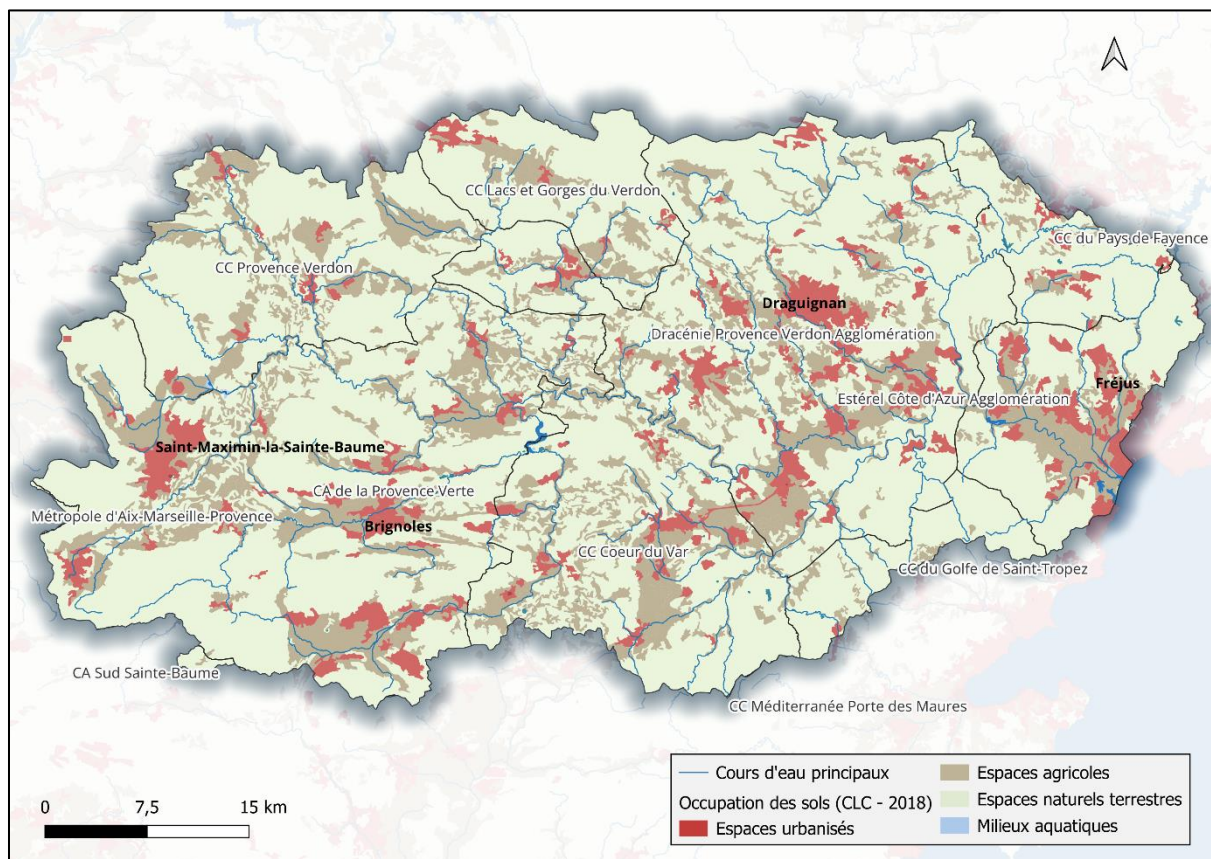 CC Lacs et Gorges du Verdon
CC du Pays de Fayence
CC Provence Verdon
Draguignan
Dracénie Provence Verdon Agglomération
Fréjus
Estérel Côte d'Azur Agglomération
Saint-Maximin-la-Sainte-Baume
CA de la Provence Verte
Métropole d'Aix-Marseille-Provence
Brignoles
CC Coeur du Var
CC du Golfe de Saint-Tropez
CA Sud Sainte-Baume
CC Méditerranée Porte des Maures
Cours d'eau principaux
Occupation des sols (CLC - 2018)
Espaces urbanisés
Espaces agricoles
Espaces naturels terrestres
Milieux aquatiques
0 7,5 15 km